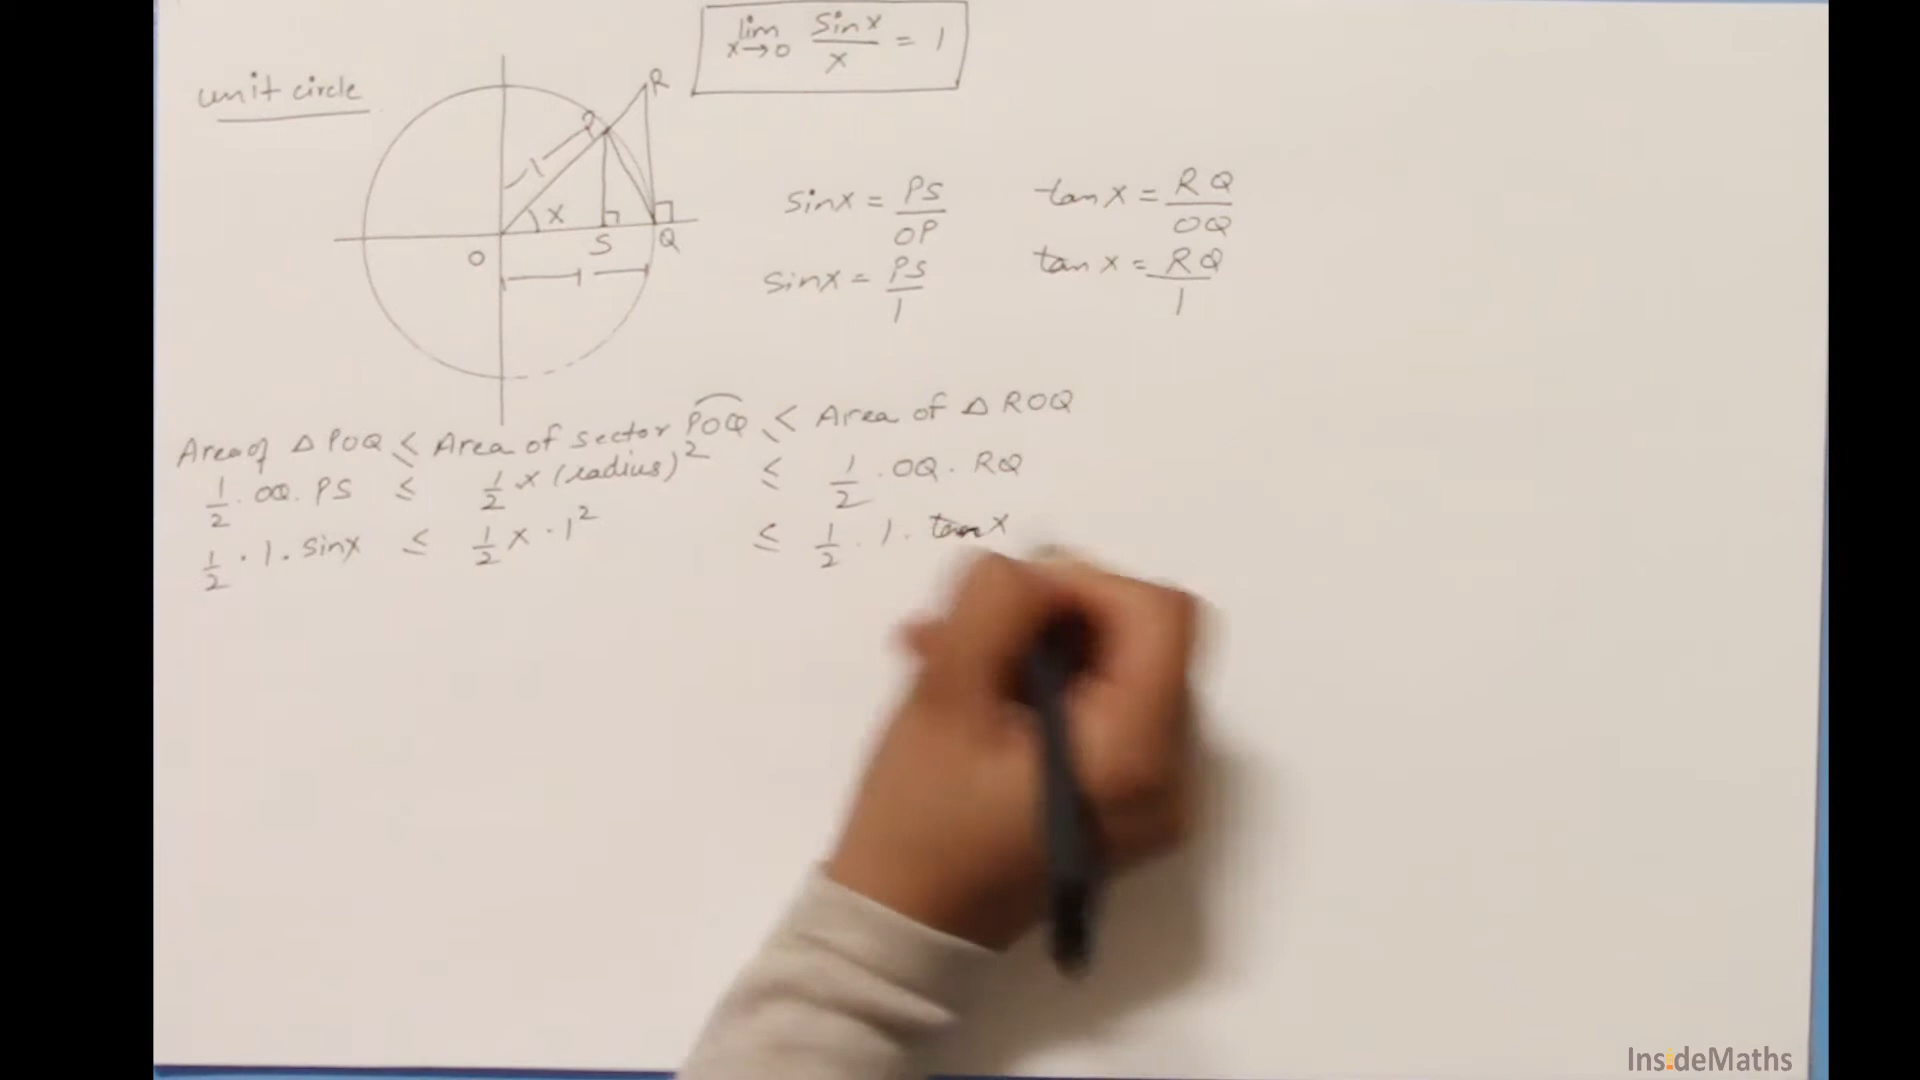 lim x→0 sin x / x = 1
unit circle
R
P
1
x
O
S
Q
1
sin x = PS / OP
tan x = RQ / OQ
sin x = PS / 1
tan x = RQ / 1
Area of △ POQ ≤ Area of sector POQ ≤ Area of △ ROQ
1/2 · OQ · PS ≤ 1/2 x (radius)² ≤ 1/2 · OQ · RQ
1/2 · 1 · sin x ≤ 1/2 x · 1² ≤ 1/2 · 1 · tan x
InsideMaths